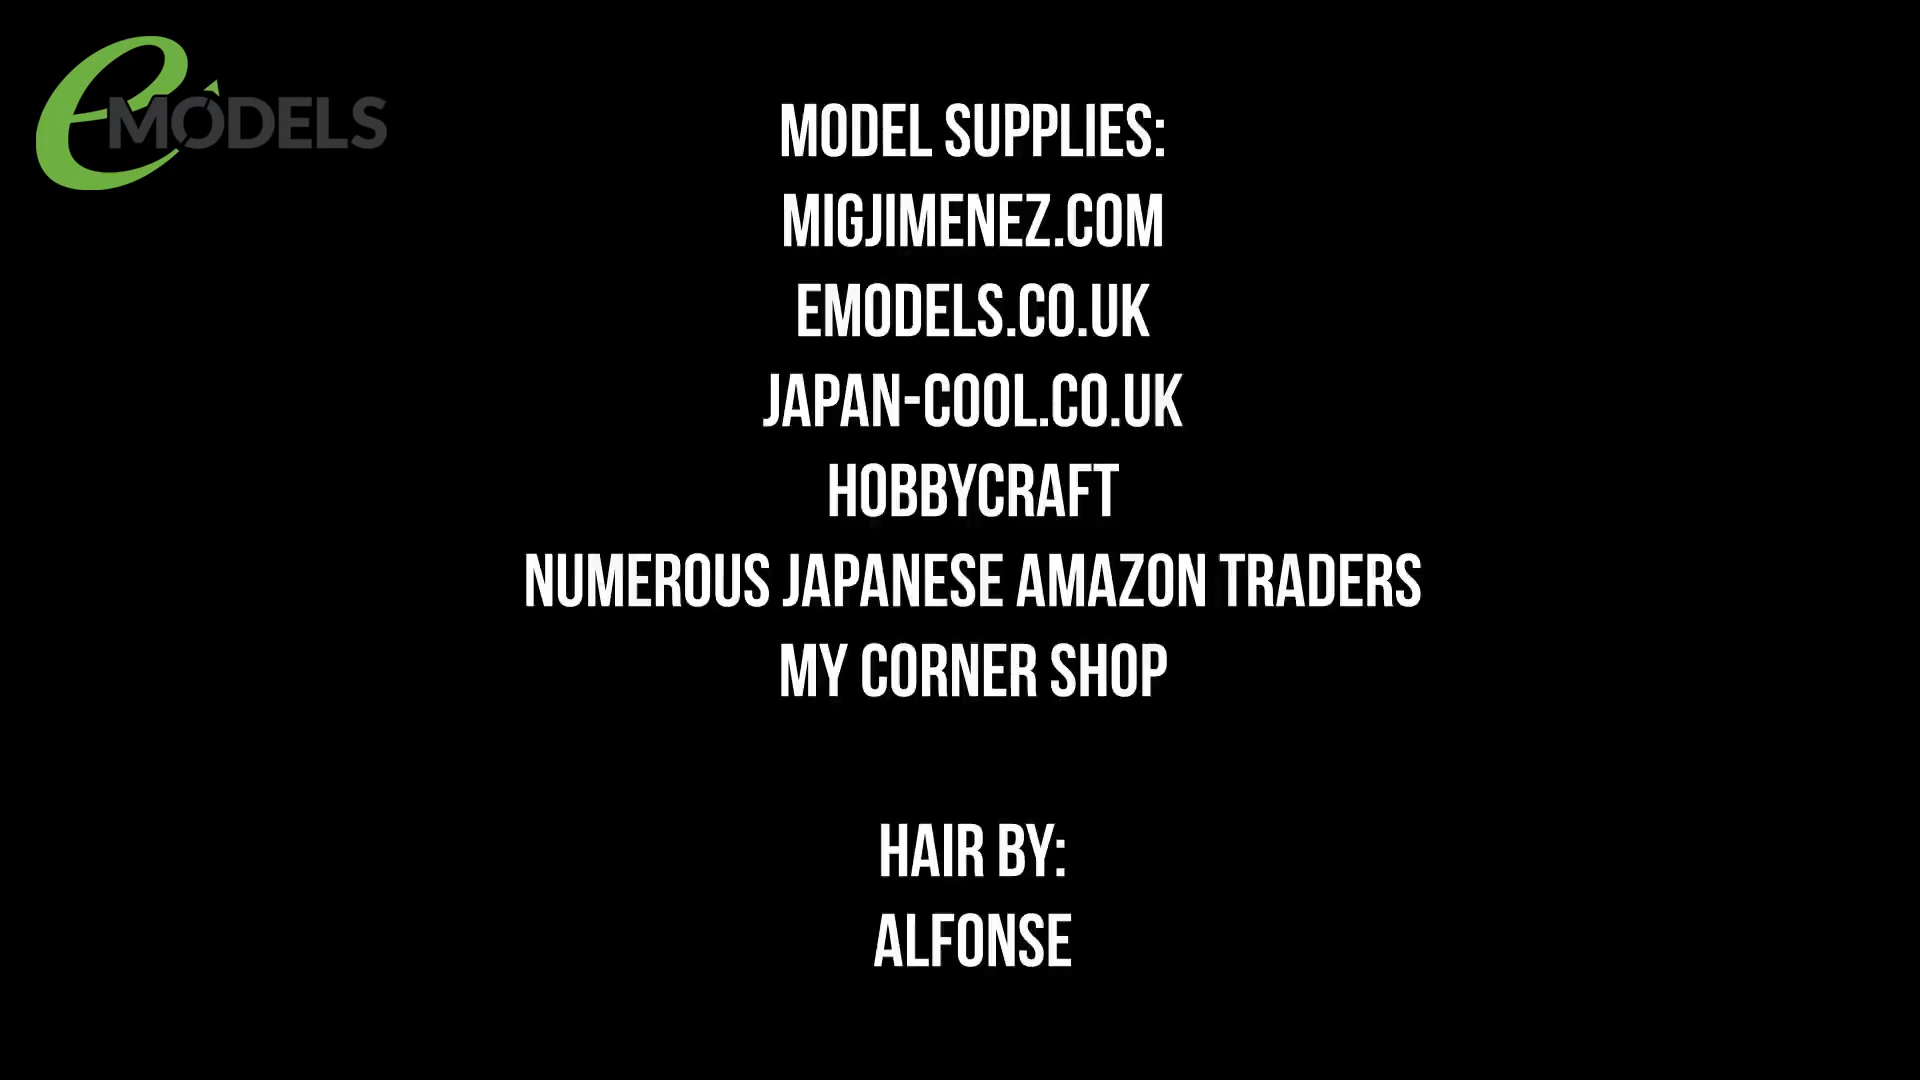 eMODELS
MODEL SUPPLIES:
MIGJIMENEZ.COM
EMODELS.CO.UK
JAPAN-COOL.CO.UK
HOBBYCRAFT
NUMEROUS JAPANESE AMAZON TRADERS
MY CORNER SHOP
HAIR BY:
ALFONSE